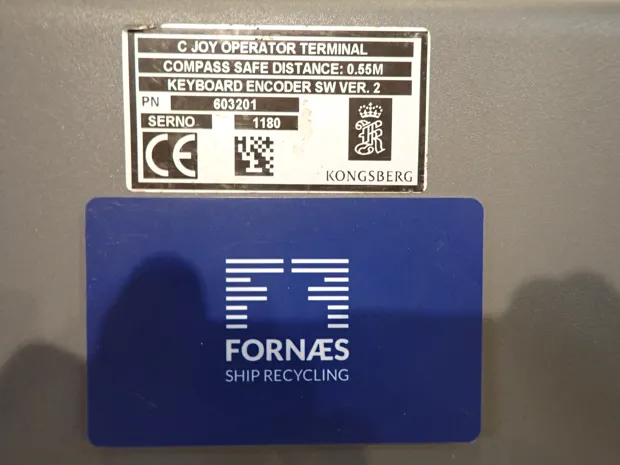 C JOY OPERATOR TERMINAL
COMPASS SAFE DISTANCE: 0.55M
KEYBOARD ENCODER SW VER. 2
PN 603201
SERNO 1180
CE
KONGSBERG
FORNÆS
SHIP RECYCLING